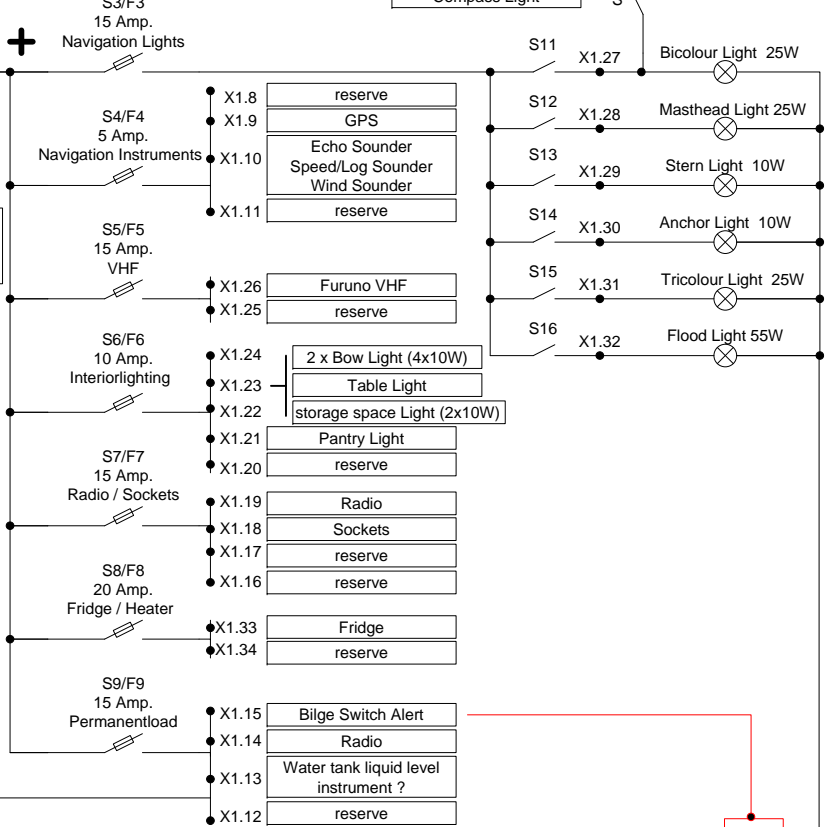 S3/F3
15 Amp.
Navigation Lights
Compass Light
S
+
S11
X1.27
Bicolour Light 25W
S12
X1.28
Masthead Light 25W
S13
X1.29
Stern Light 10W
S14
X1.30
Anchor Light 10W
S15
X1.31
Tricolour Light 25W
S16
X1.32
Flood Light 55W
S4/F4
5 Amp.
Navigation Instruments
X1.8
reserve
X1.9
GPS
X1.10
Echo Sounder
Speed/Log Sounder
Wind Sounder
X1.11
reserve
S5/F5
15 Amp.
VHF
X1.26
Furuno VHF
X1.25
reserve
S6/F6
10 Amp.
Interiorlighting
X1.24
2 x Bow Light (4x10W)
X1.23
Table Light
X1.22
storage space Light (2x10W)
X1.21
Pantry Light
X1.20
reserve
S7/F7
15 Amp.
Radio / Sockets
X1.19
Radio
X1.18
Sockets
X1.17
reserve
X1.16
reserve
S8/F8
20 Amp.
Fridge / Heater
X1.33
Fridge
X1.34
reserve
S9/F9
15 Amp.
Permanentload
X1.15
Bilge Switch Alert
X1.14
Radio
X1.13
Water tank liquid level
instrument ?
X1.12
reserve